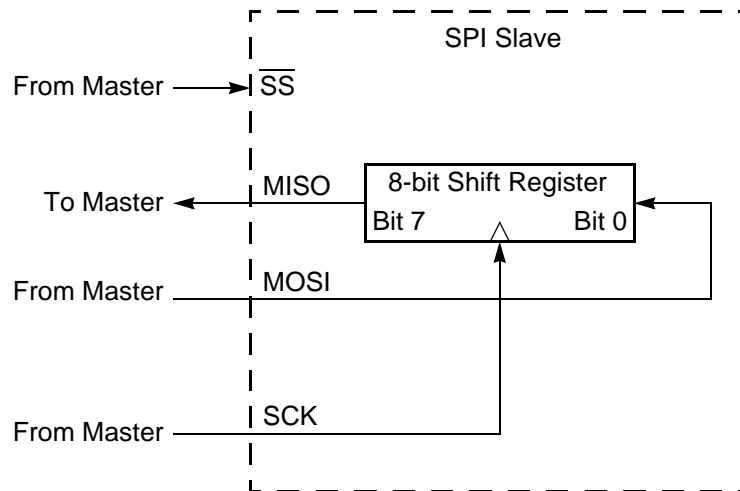 SPI Slave
From Master
S̅S̅
To Master
MISO
8-bit Shift Register
Bit 7
Bit 0
From Master
MOSI
From Master
SCK